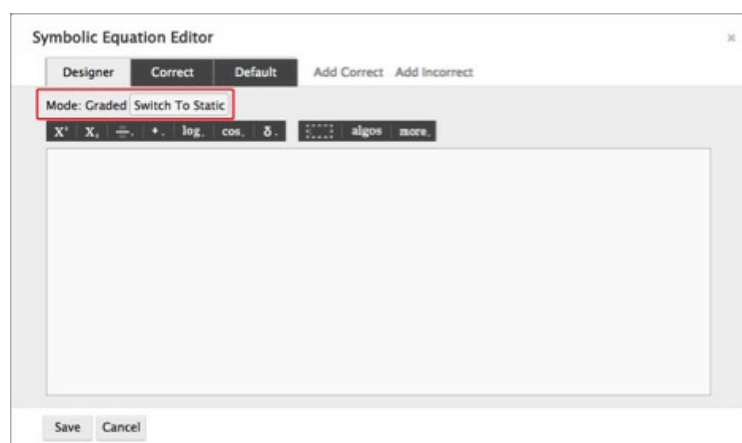 Symbolic Equation Editor ×
Designer Correct Default Add Correct Add Incorrect
Mode: Graded Switch To Static
log. cos. δ. algos more.
Save Cancel